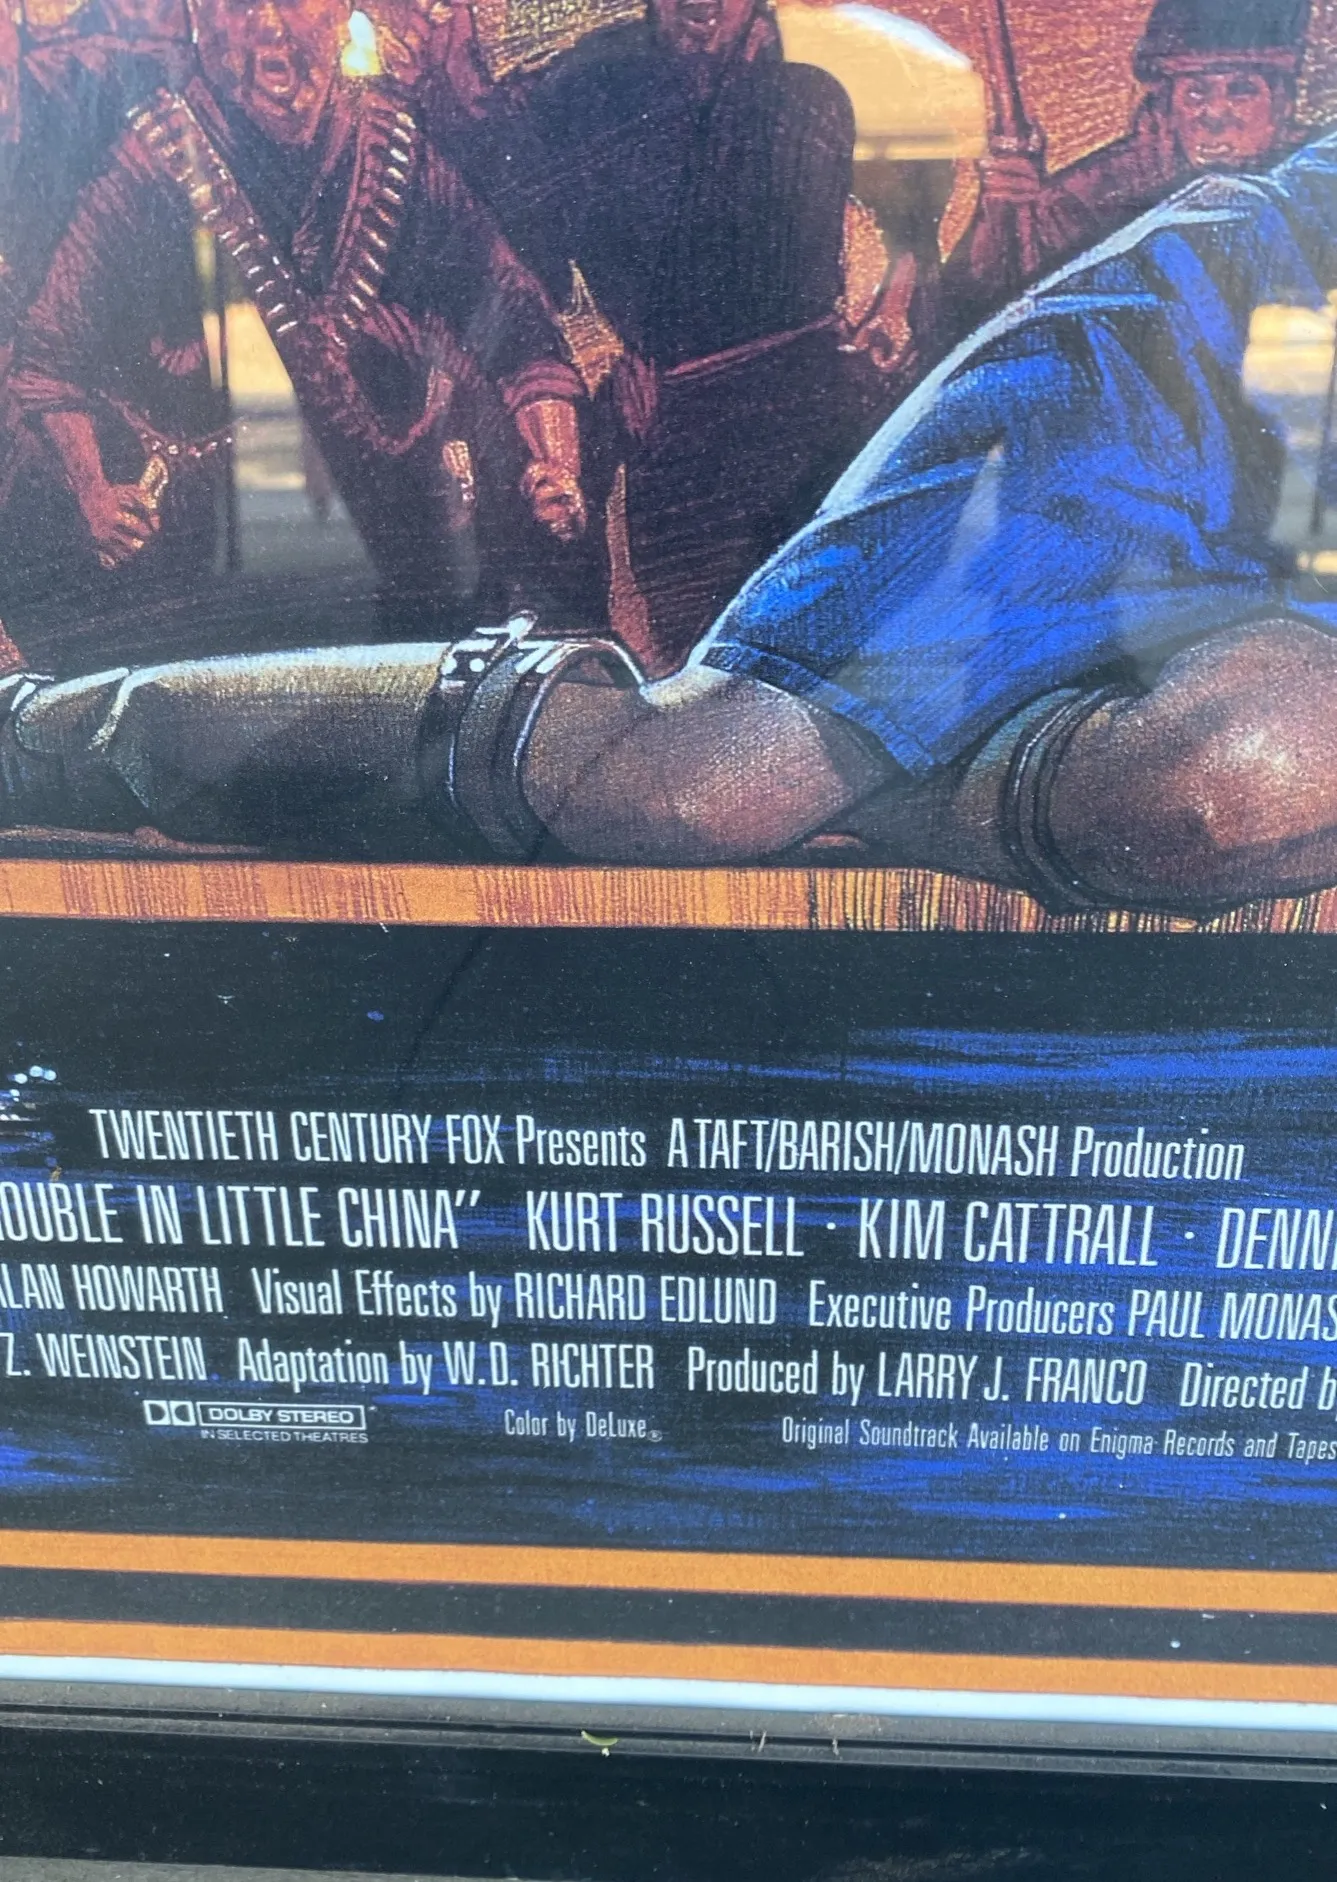 TWENTIETH CENTURY FOX Presents A TAFT/BARISH/MONASH Production
OUBLE IN LITTLE CHINA" KURT RUSSELL · KIM CATTRALL · DENN
LAN HOWARTH Visual Effects by RICHARD EDLUND Executive Producers PAUL MONAS
Z. WEINSTEIN Adaptation by W.D. RICHTER Produced by LARRY J. FRANCO Directed b
DOLBY STEREO
IN SELECTED THEATRES
Color by DeLuxe® Original Soundtrack Available on Enigma Records and Tapes